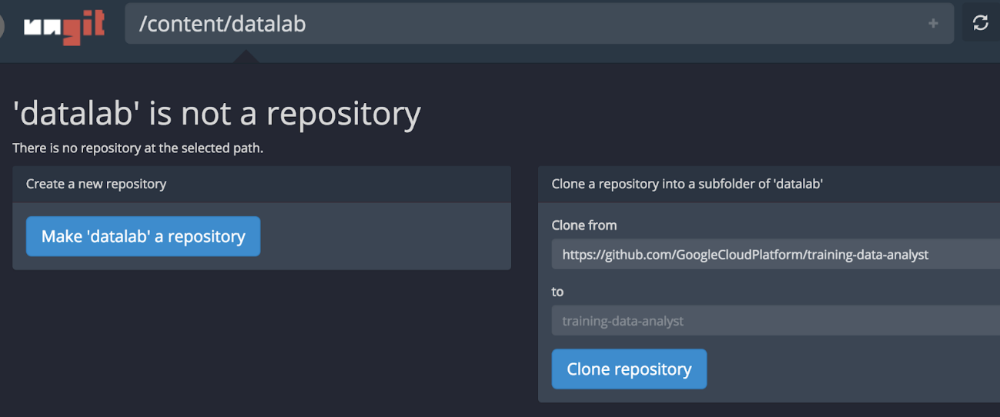 ungit
/content/datalab
+
'datalab' is not a repository
There is no repository at the selected path.
Create a new repository
Make 'datalab' a repository
Clone a repository into a subfolder of 'datalab'
Clone from
https://github.com/GoogleCloudPlatform/training-data-analyst
to
training-data-analyst
Clone repository